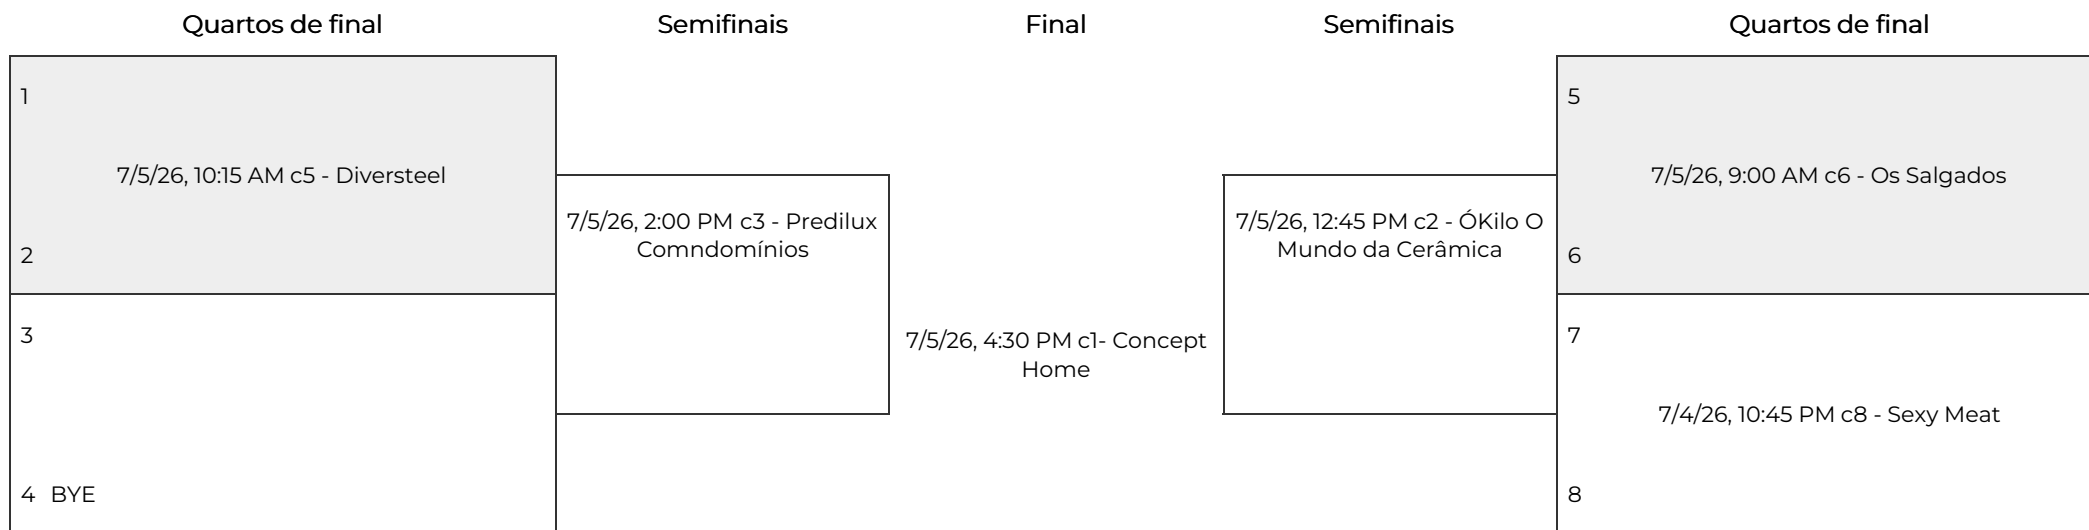 Quartos de final
Semifinais
Final
Semifinais
Quartos de final
1
7/5/26, 10:15 AM c5 - Diversteel
2
3
4 BYE
7/5/26, 2:00 PM c3 - Predilux
Comndomínios
7/5/26, 4:30 PM c1- Concept
Home
7/5/26, 12:45 PM c2 - ÓKilo O
Mundo da Cerâmica
5
7/5/26, 9:00 AM c6 - Os Salgados
6
7
7/4/26, 10:45 PM c8 - Sexy Meat
8